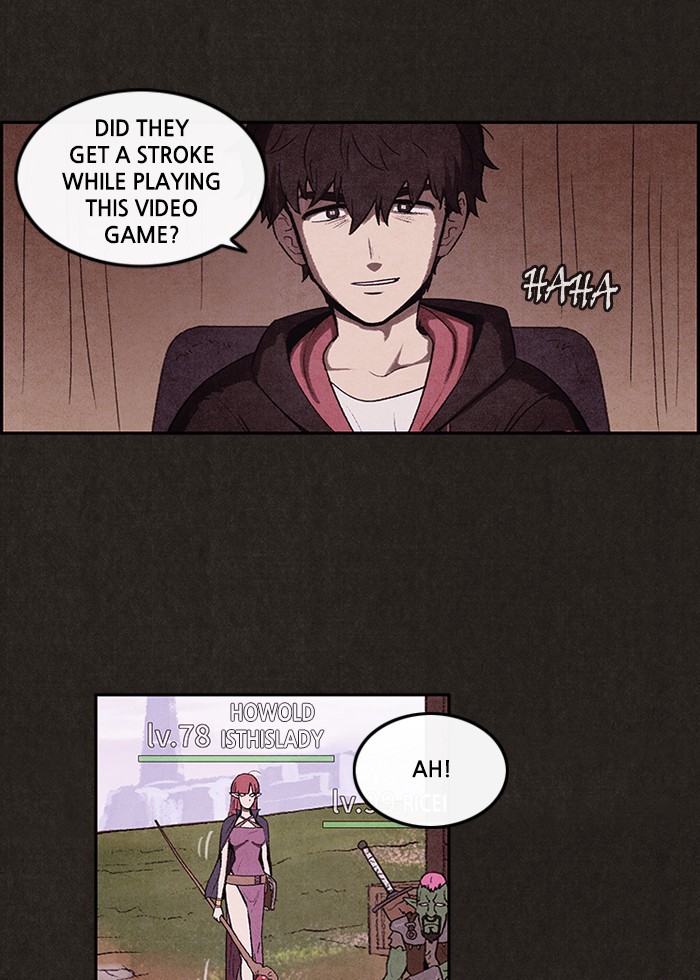 DID THEY
GET A STROKE
WHILE PLAYING
THIS VIDEO
GAME?
HAHA
HOWOLD
lv.78 ISTHISLADY
AH!